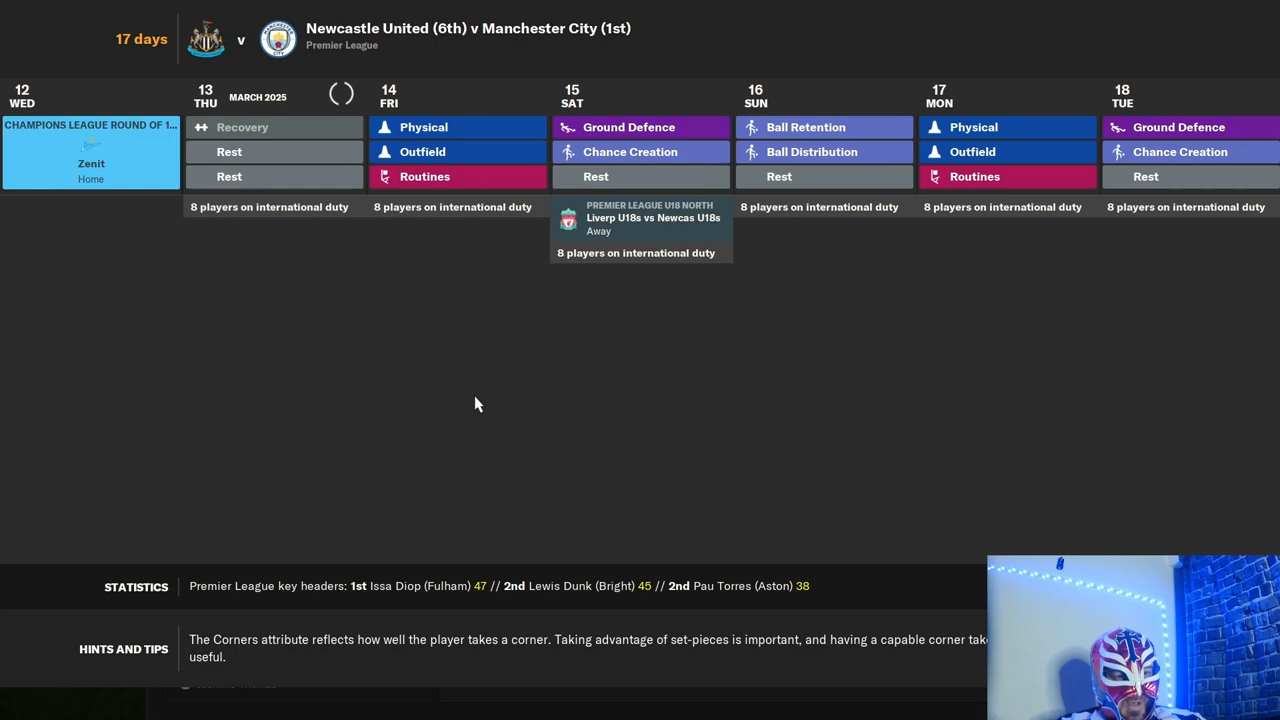 17 days
v
Newcastle United (6th) v Manchester City (1st)
Premier League
12
WED
13
THU
MARCH 2025
14
FRI
15
SAT
16
SUN
17
MON
18
TUE
CHAMPIONS LEAGUE ROUND OF 1...
Zenit
Home
Recovery
Rest
Rest
8 players on international duty
Physical
Outfield
Routines
8 players on international duty
Ground Defence
Chance Creation
Rest
PREMIER LEAGUE U18 NORTH
Liverp U18s vs Newcas U18s
Away
8 players on international duty
Ball Retention
Ball Distribution
Rest
8 players on international duty
Physical
Outfield
Routines
8 players on international duty
Ground Defence
Chance Creation
Rest
8 players on international duty
STATISTICS
Premier League key headers: 1st Issa Diop (Fulham) 47 // 2nd Lewis Dunk (Bright) 45 // 2nd Pau Torres (Aston) 38
HINTS AND TIPS
The Corners attribute reflects how well the player takes a corner. Taking advantage of set-pieces is important, and having a capable corner take
useful.